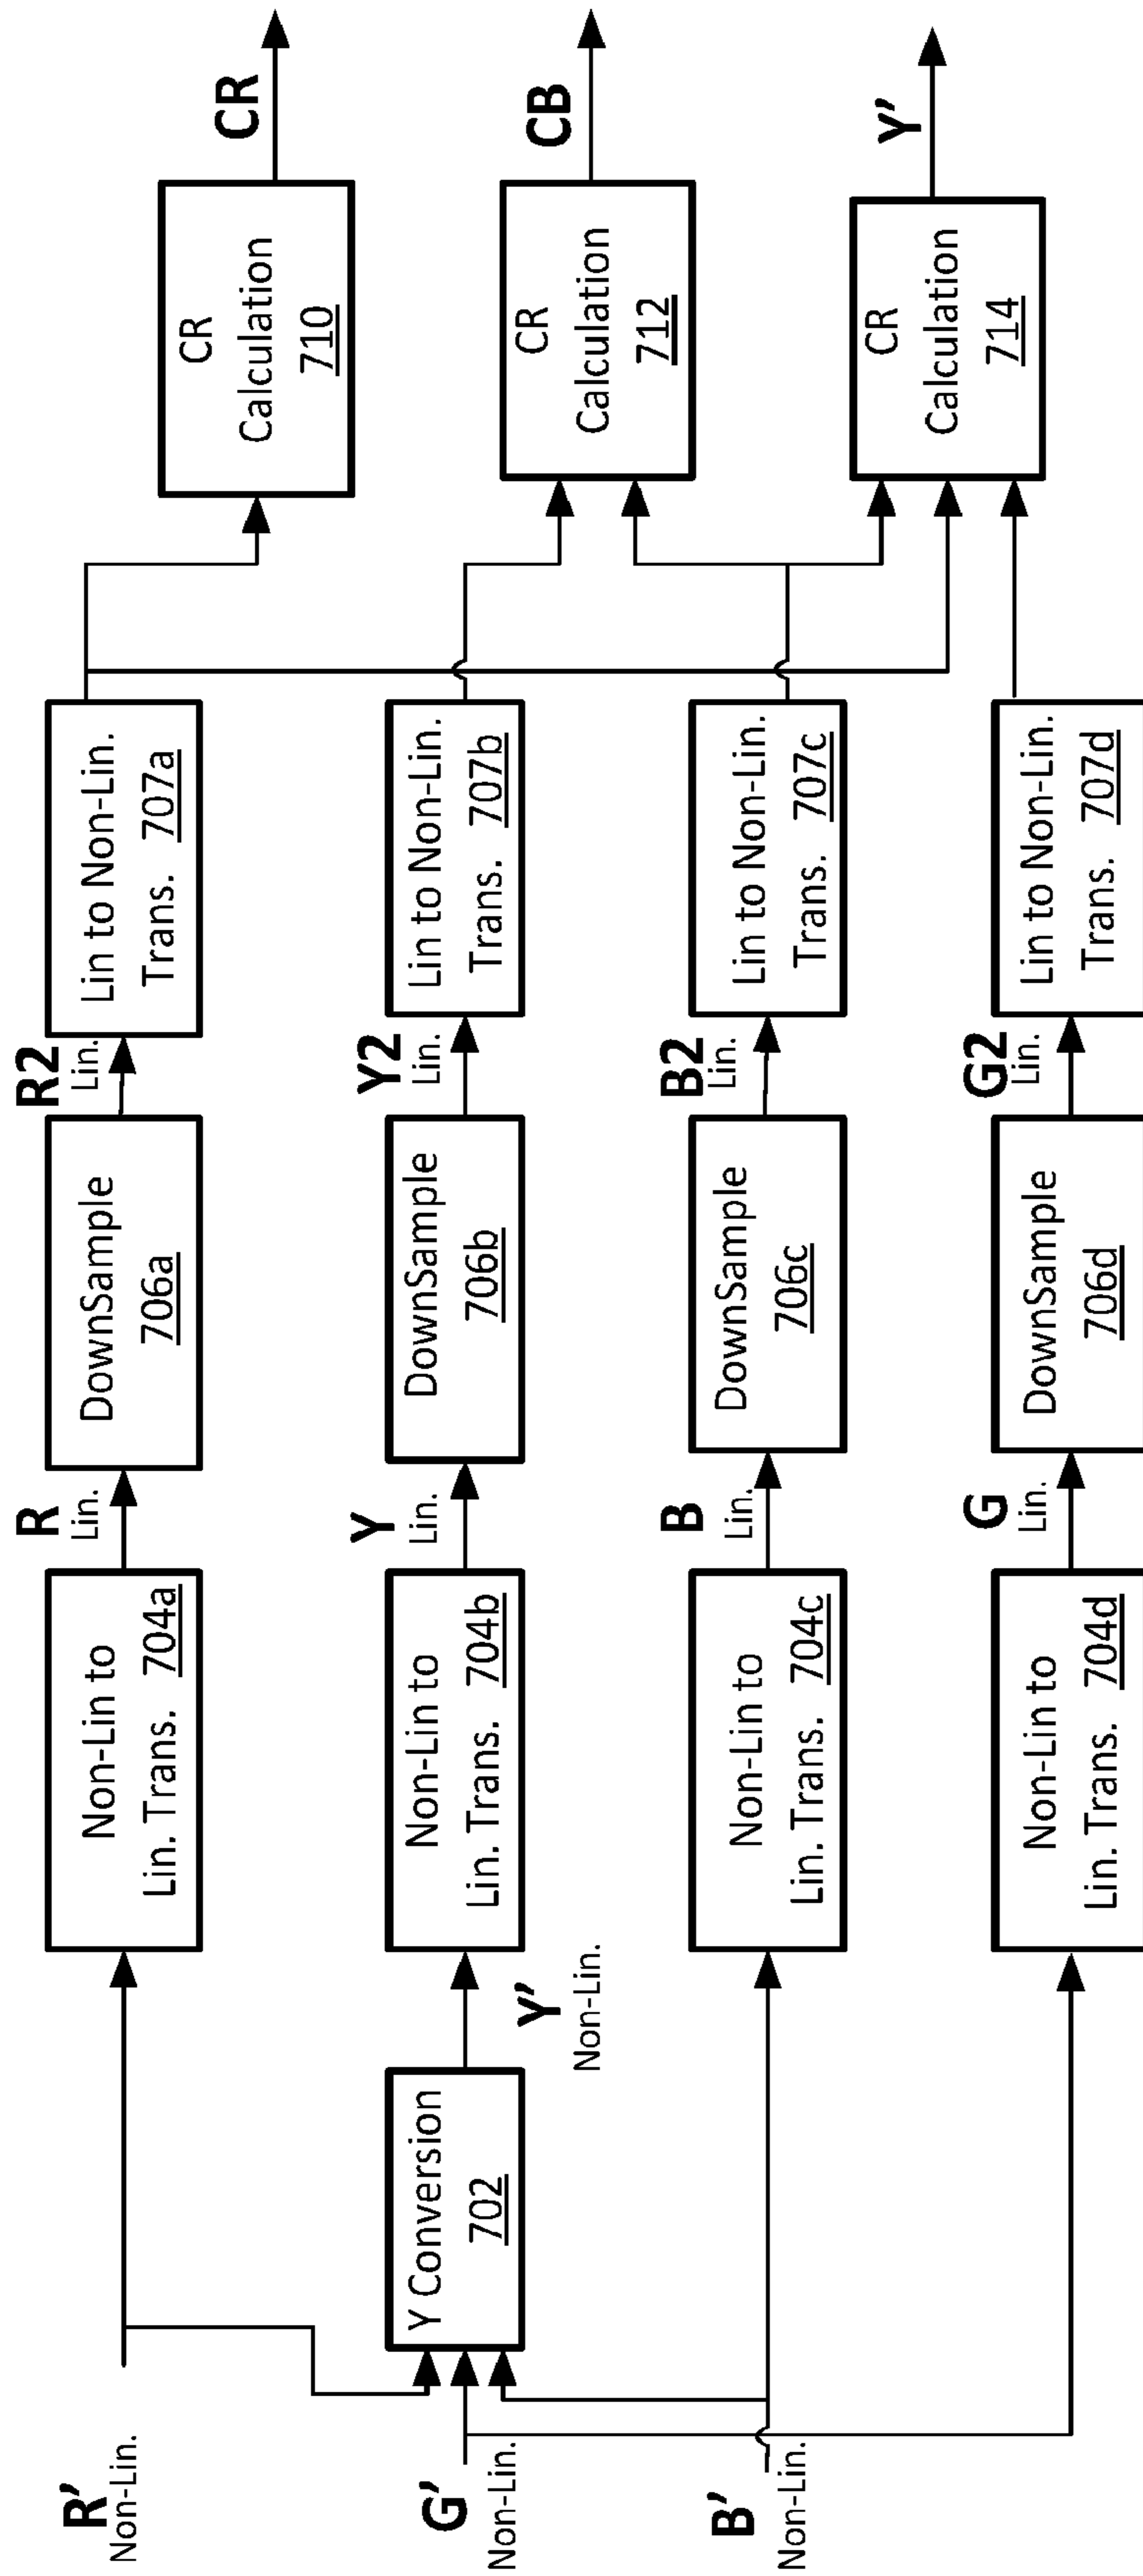 R'
Non-Lin.
G'
Non-Lin.
B'
Non-Lin.
Y Conversion
702
Y'
Non-Lin.
Non-Lin to
Lin. Trans. 704a
Non-Lin to
Lin. Trans. 704b
Non-Lin to
Lin. Trans. 704c
Non-Lin to
Lin. Trans. 704d
R
Lin.
Y
Lin.
B
Lin.
G
Lin.
DownSample
706a
DownSample
706b
DownSample
706c
DownSample
706d
R2
Lin.
Y2
Lin.
B2
Lin.
G2
Lin.
Lin to Non-Lin.
Trans. 707a
Lin to Non-Lin.
Trans. 707b
Lin to Non-Lin.
Trans. 707c
Lin to Non-Lin.
Trans. 707d
CR
Calculation
710
CR
Calculation
712
CR
Calculation
714
CR
CB
Y'